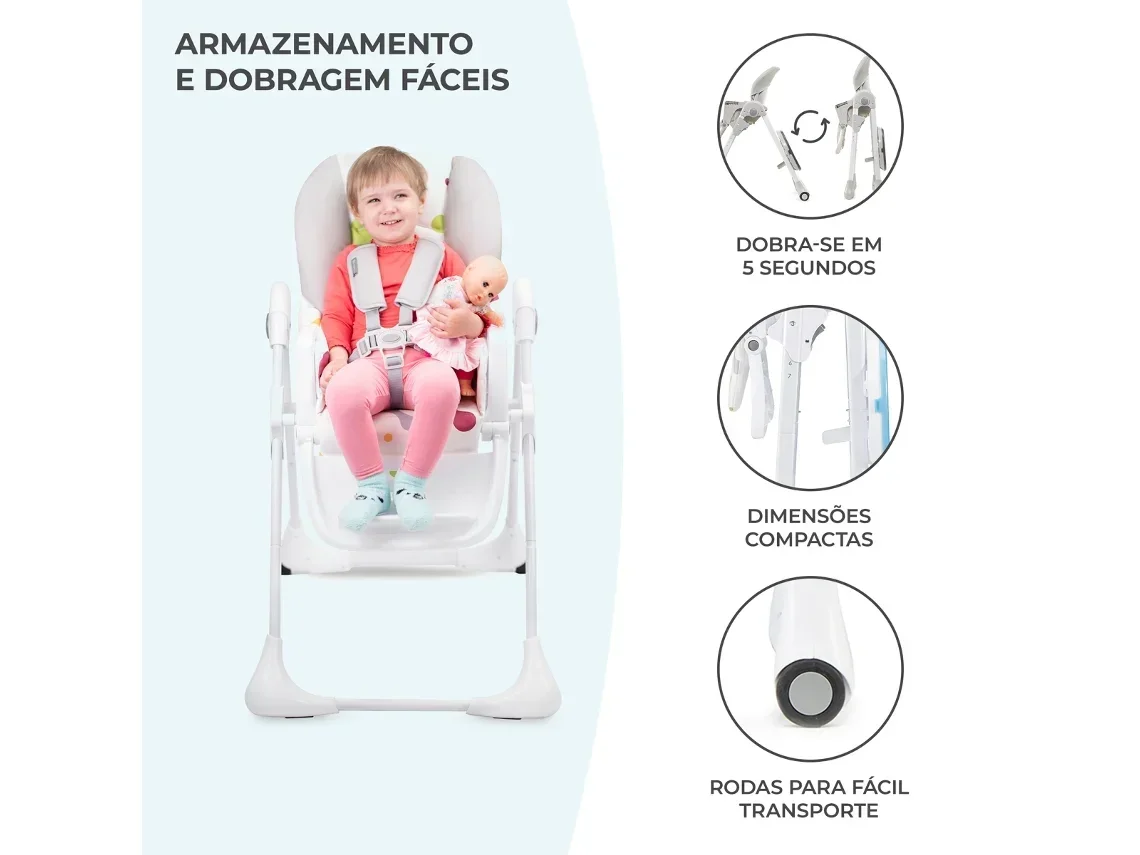 ARMAZENAMENTO
E DOBRAGEM FÁCEIS
DOBRA-SE EM
5 SEGUNDOS
DIMENSÕES
COMPACTAS
RODAS PARA FÁCIL
TRANSPORTE